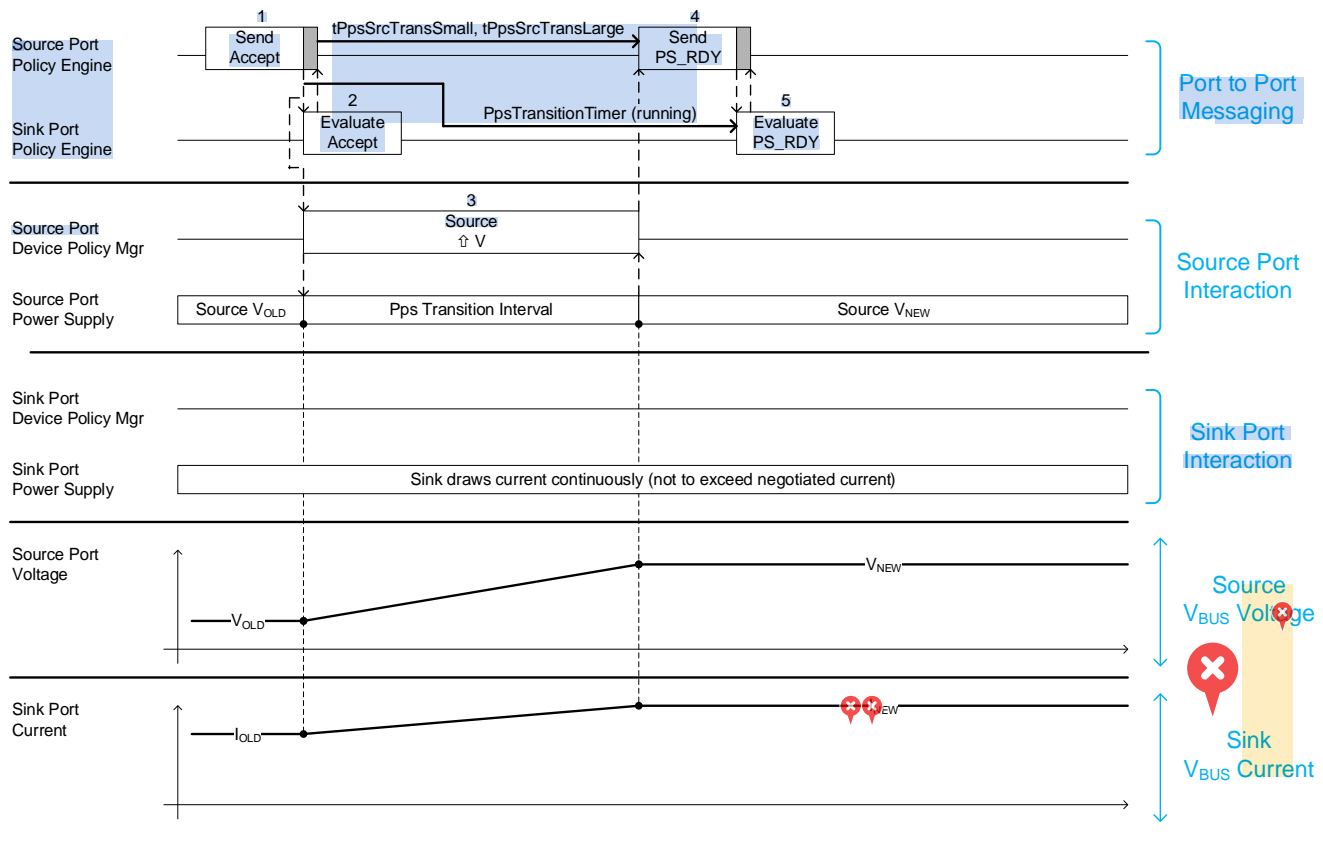 1
tPpsSrcTransSmall, tPpsSrcTransLarge
4
Source Port
Policy Engine
Send
Accept
Send
PS_RDY
Port to Port
Messaging
2
PpsTransitionTimer (running)
5
Sink Port
Policy Engine
Evaluate
Accept
Evaluate
PS_RDY
3
Source Port
Device Policy Mgr
Source
⇧ V
Source Port
Interaction
Source Port
Power Supply
Source VOLD
Pps Transition Interval
Source VNEW
Sink Port
Device Policy Mgr
Sink Port
Interaction
Sink Port
Power Supply
Sink draws current continuously (not to exceed negotiated current)
Source Port
Voltage
VNEW
VOLD
Source
VBUS Voltage
Sink Port
Current
IOLD
Sink
VBUS Current